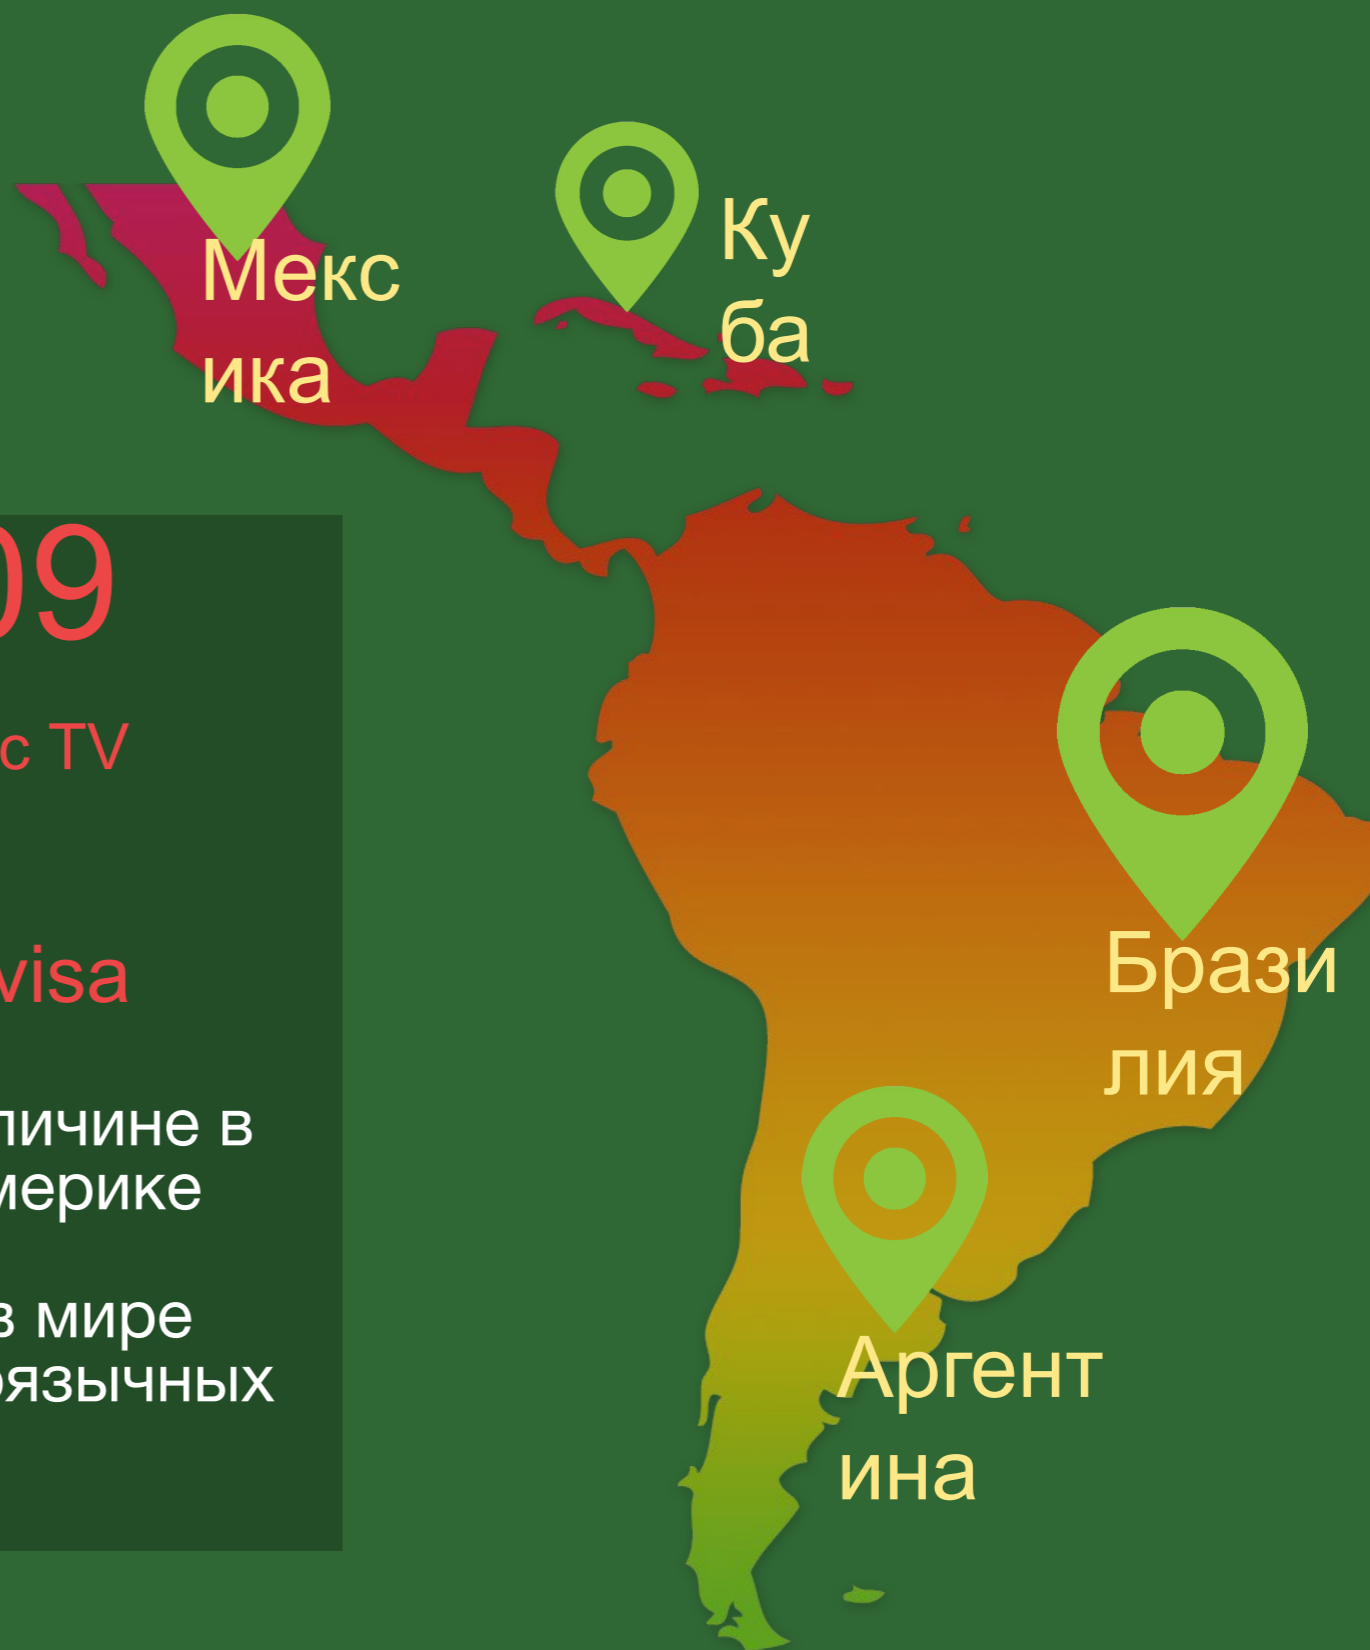 Мекс
ика
Ку
ба
09
c TV
visa
личине в
мерике
в мире
оязычных
Брази
лия
Аргент
ина